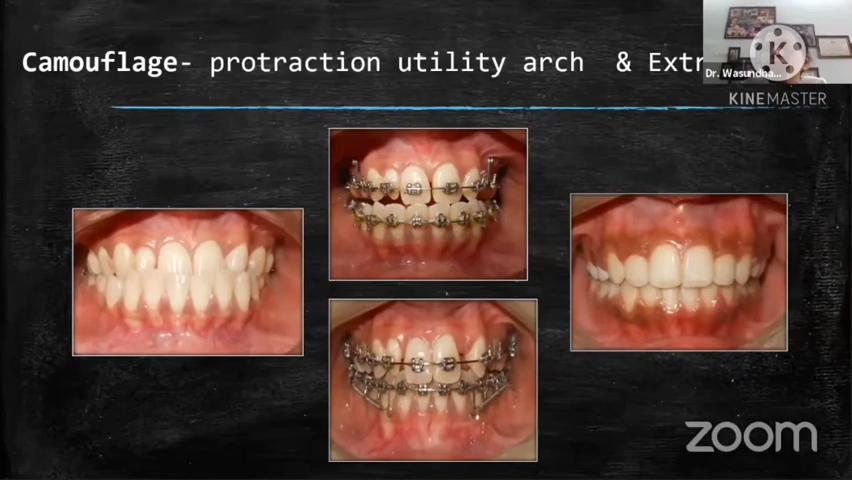 Camouflage- protraction utility arch & Extr
K
Dr. Wasundha...
KINEMASTER
zoom